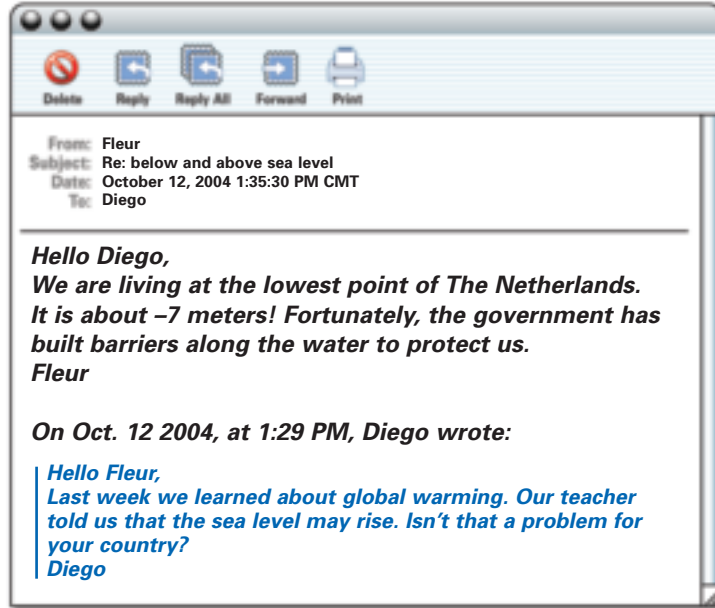 Delete Reply Reply All Forward Print
From: Fleur
Subject: Re: below and above sea level
Date: October 12, 2004 1:35:30 PM CMT
To: Diego
Hello Diego,
We are living at the lowest point of The Netherlands.
It is about –7 meters! Fortunately, the government has
built barriers along the water to protect us.
Fleur
On Oct. 12 2004, at 1:29 PM, Diego wrote:
Hello Fleur,
Last week we learned about global warming. Our teacher
told us that the sea level may rise. Isn’t that a problem for
your country?
Diego